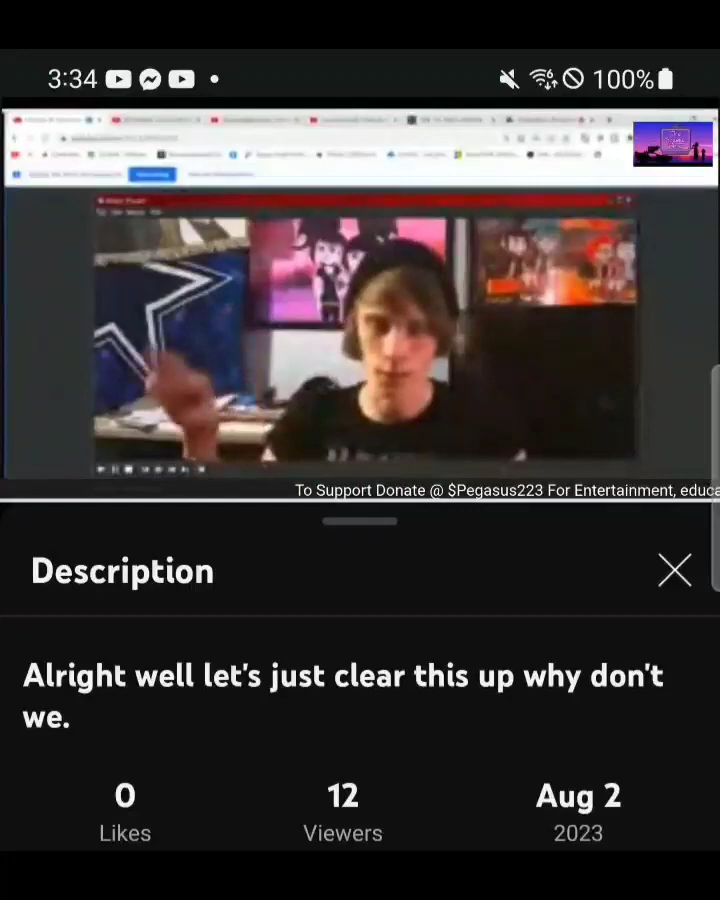 3:34
100%
To Support Donate @ $Pegasus223 For Entertainment, educa
Description
Alright well let's just clear this up why don't
we.
0 12 Aug 2
Likes Viewers 2023